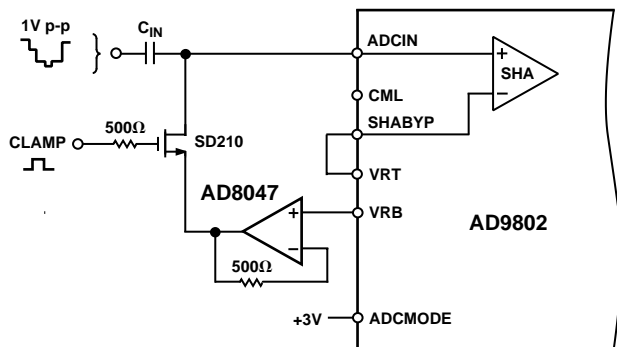 1V p-p
CIN
ADCIN
+
SHA
−
CML
SHABYP
500Ω
CLAMP
SD210
VRT
AD8047
+
VRB
AD9802
−
500Ω
+3V
ADCMODE